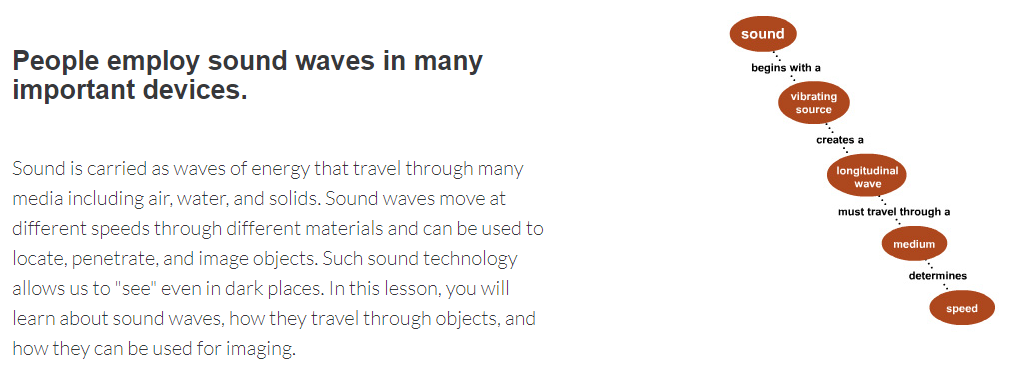 People employ sound waves in many
important devices.
Sound is carried as waves of energy that travel through many
media including air, water, and solids. Sound waves move at
different speeds through different materials and can be used to
locate, penetrate, and image objects. Such sound technology
allows us to "see" even in dark places. In this lesson, you will
learn about sound waves, how they travel through objects, and
how they can be used for imaging.
sound
begins with a
vibrating
source
creates a
longitudinal
wave
must travel through a
medium
determines
speed